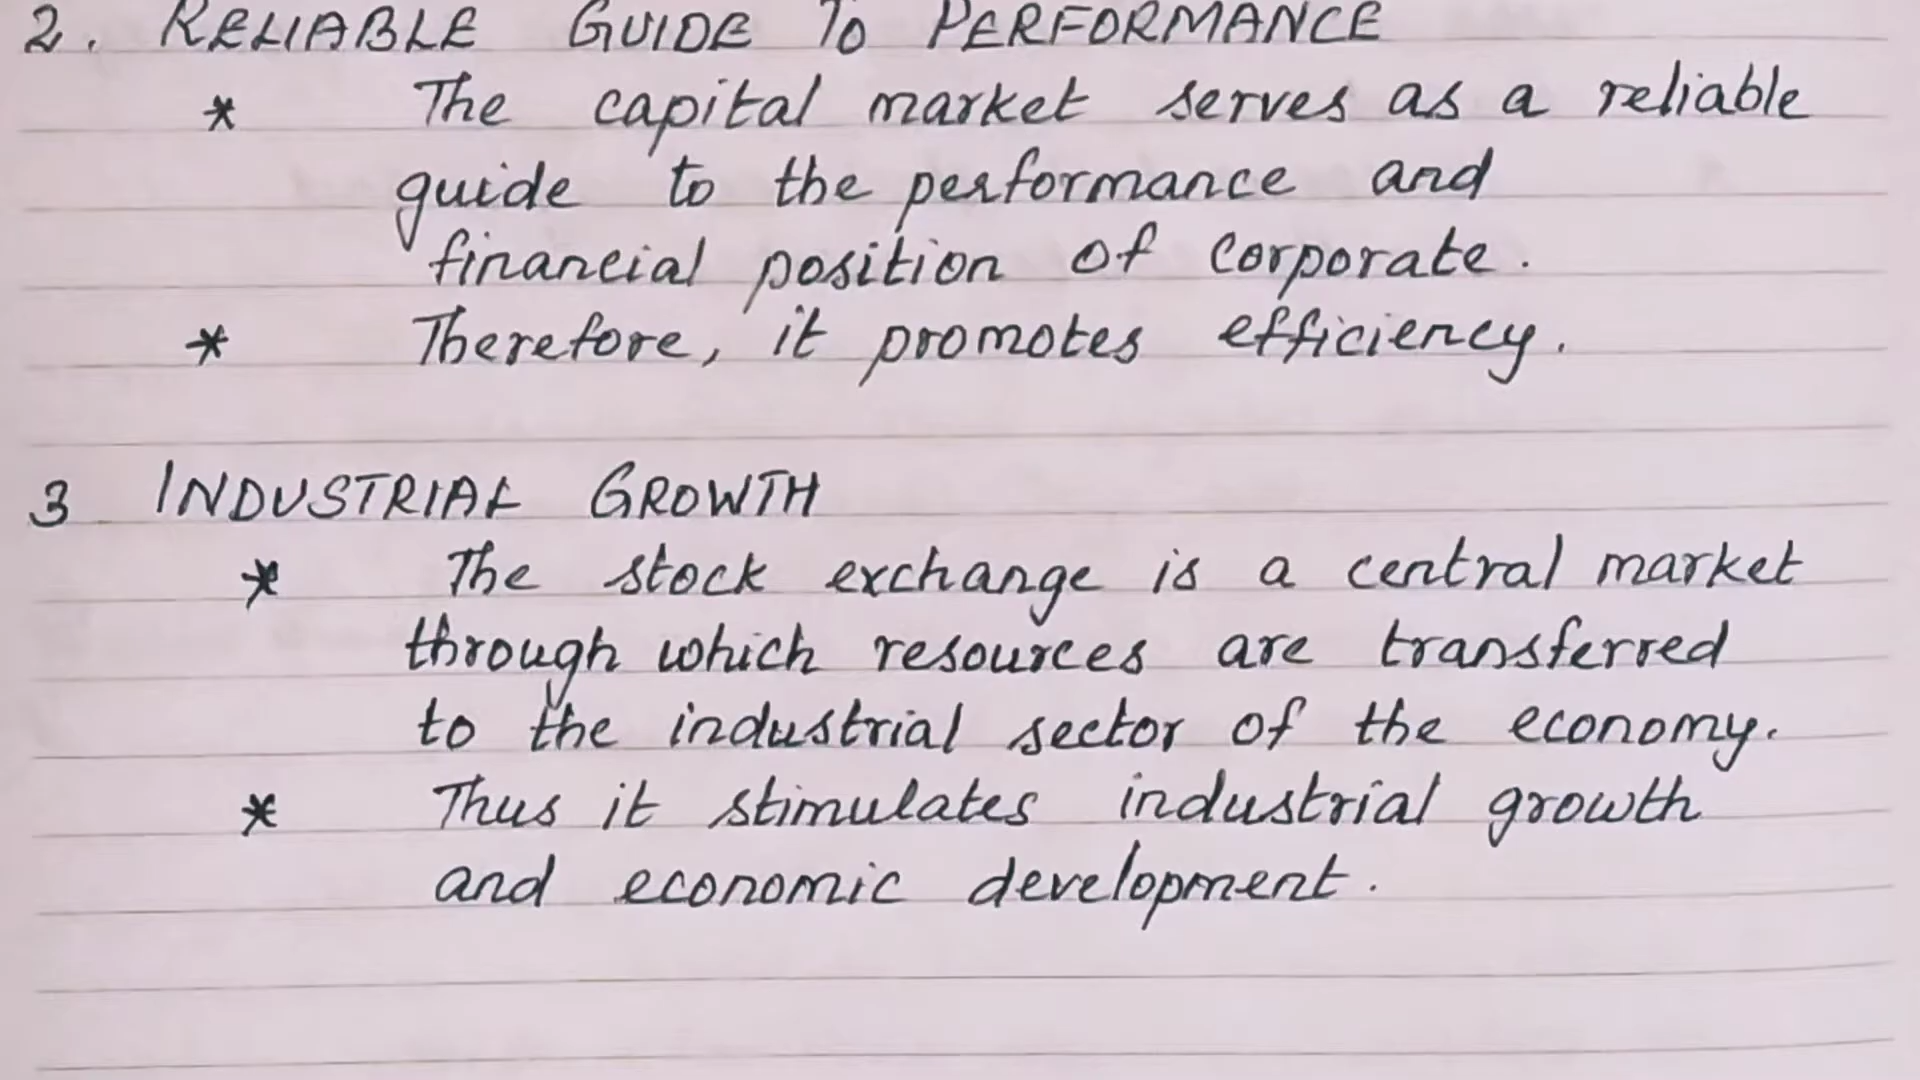 2. RELIABLE GUIDE TO PERFORMANCE
* The capital market serves as a reliable
guide to the performance and
financial position of corporate.
* Therefore, it promotes efficiency.
3 INDUSTRIAL GROWTH
* The stock exchange is a central market
through which resources are transferred
to the industrial sector of the economy.
* Thus it stimulates industrial growth
and economic development.